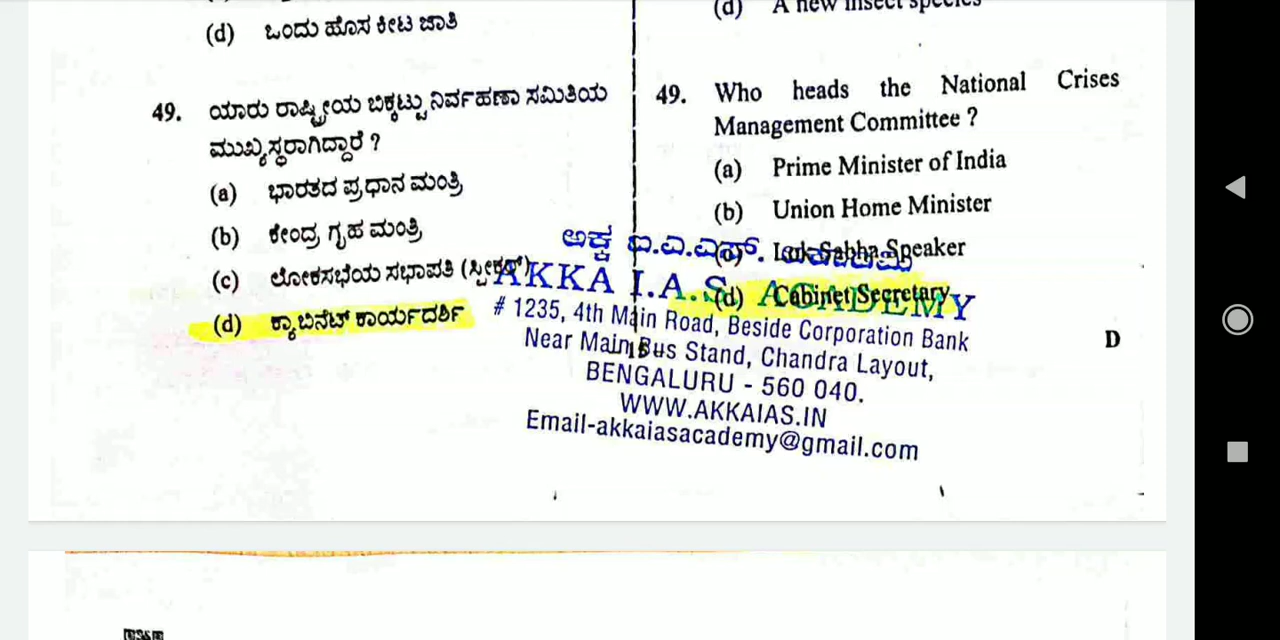 (d) ಒಂದು ಹೊಸ ಕೀಟ ಜಾತಿ
49. ಯಾರು ರಾಷ್ಟ್ರೀಯ ಬಿಕ್ಕಟ್ಟು ನಿರ್ವಹಣಾ ಸಮಿತಿಯ
ಮುಖ್ಯಸ್ಥರಾಗಿದ್ದಾರೆ ?
(a) ಭಾರತದ ಪ್ರಧಾನ ಮಂತ್ರಿ
(b) ಕೇಂದ್ರ ಗೃಹ ಮಂತ್ರಿ
(c) ಲೋಕಸಭೆಯ ಸಭಾಪತಿ (ಸ್ಪೀಕರ್)
(d) ಕ್ಯಾಬಿನೆಟ್ ಕಾರ್ಯದರ್ಶಿ
(d) A new insect species
49. Who heads the National Crises
Management Committee ?
(a) Prime Minister of India
(b) Union Home Minister
(c) Lok Sabha Speaker
(d) Cabinet Secretary
ಅಕ್ಕ ಐ.ಎ.ಎಸ್.
AKKA I.A.S. ACADEMY
# 1235, 4th Main Road, Beside Corporation Bank
Near Main Bus Stand, Chandra Layout,
BENGALURU - 560 040.
WWW.AKKAIAS.IN
Email-akkaiasacademy@gmail.com
D